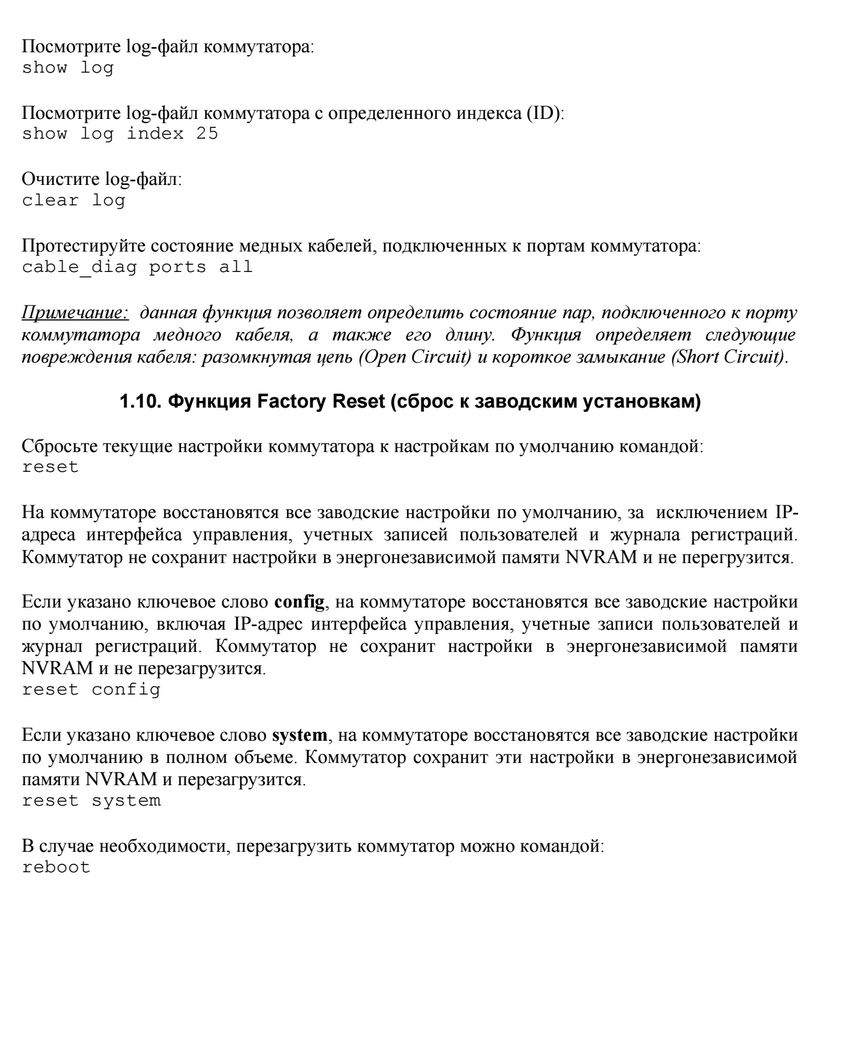 Посмотрите log-файл коммутатора:
show log
Посмотрите log-файл коммутатора с определенного индекса (ID):
show log index 25
Очистите log-файл:
clear log
Протестируйте состояние медных кабелей, подключенных к портам коммутатора:
cable_diag ports all
Примечание: данная функция позволяет определить состояние пар, подключенного к порту
коммутатора медного кабеля, а также его длину. Функция определяет следующие
повреждения кабеля: разомкнутая цепь (Open Circuit) и короткое замыкание (Short Circuit).
1.10. Функция Factory Reset (сброс к заводским установкам)
Сбросьте текущие настройки коммутатора к настройкам по умолчанию командой:
reset
На коммутаторе восстановятся все заводские настройки по умолчанию, за исключением IP-
адреса интерфейса управления, учетных записей пользователей и журнала регистраций.
Коммутатор не сохранит настройки в энергонезависимой памяти NVRAM и не перегрузится.
Если указано ключевое слово config, на коммутаторе восстановятся все заводские настройки
по умолчанию, включая IP-адрес интерфейса управления, учетные записи пользователей и
журнал регистраций. Коммутатор не сохранит настройки в энергонезависимой памяти
NVRAM и не перезагрузится.
reset config
Если указано ключевое слово system, на коммутаторе восстановятся все заводские настройки
по умолчанию в полном объеме. Коммутатор сохранит эти настройки в энергонезависимой
памяти NVRAM и перезагрузится.
reset system
В случае необходимости, перезагрузить коммутатор можно командой:
reboot